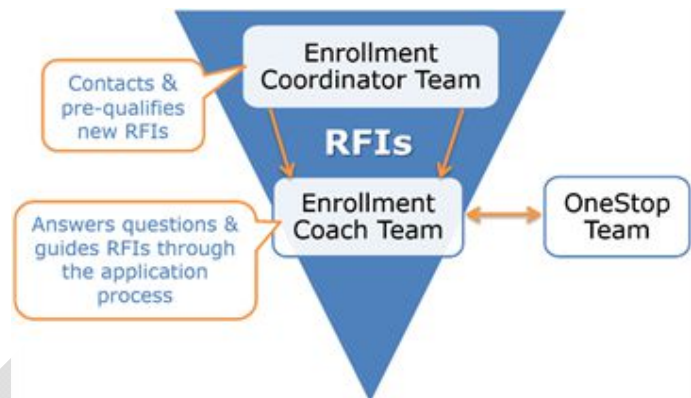 Enrollment
Coordinator Team
Contacts &
pre-qualifies
new RFIs
RFIs
Enrollment
Coach Team
OneStop
Team
Answers questions &
guides RFIs through
the application
process